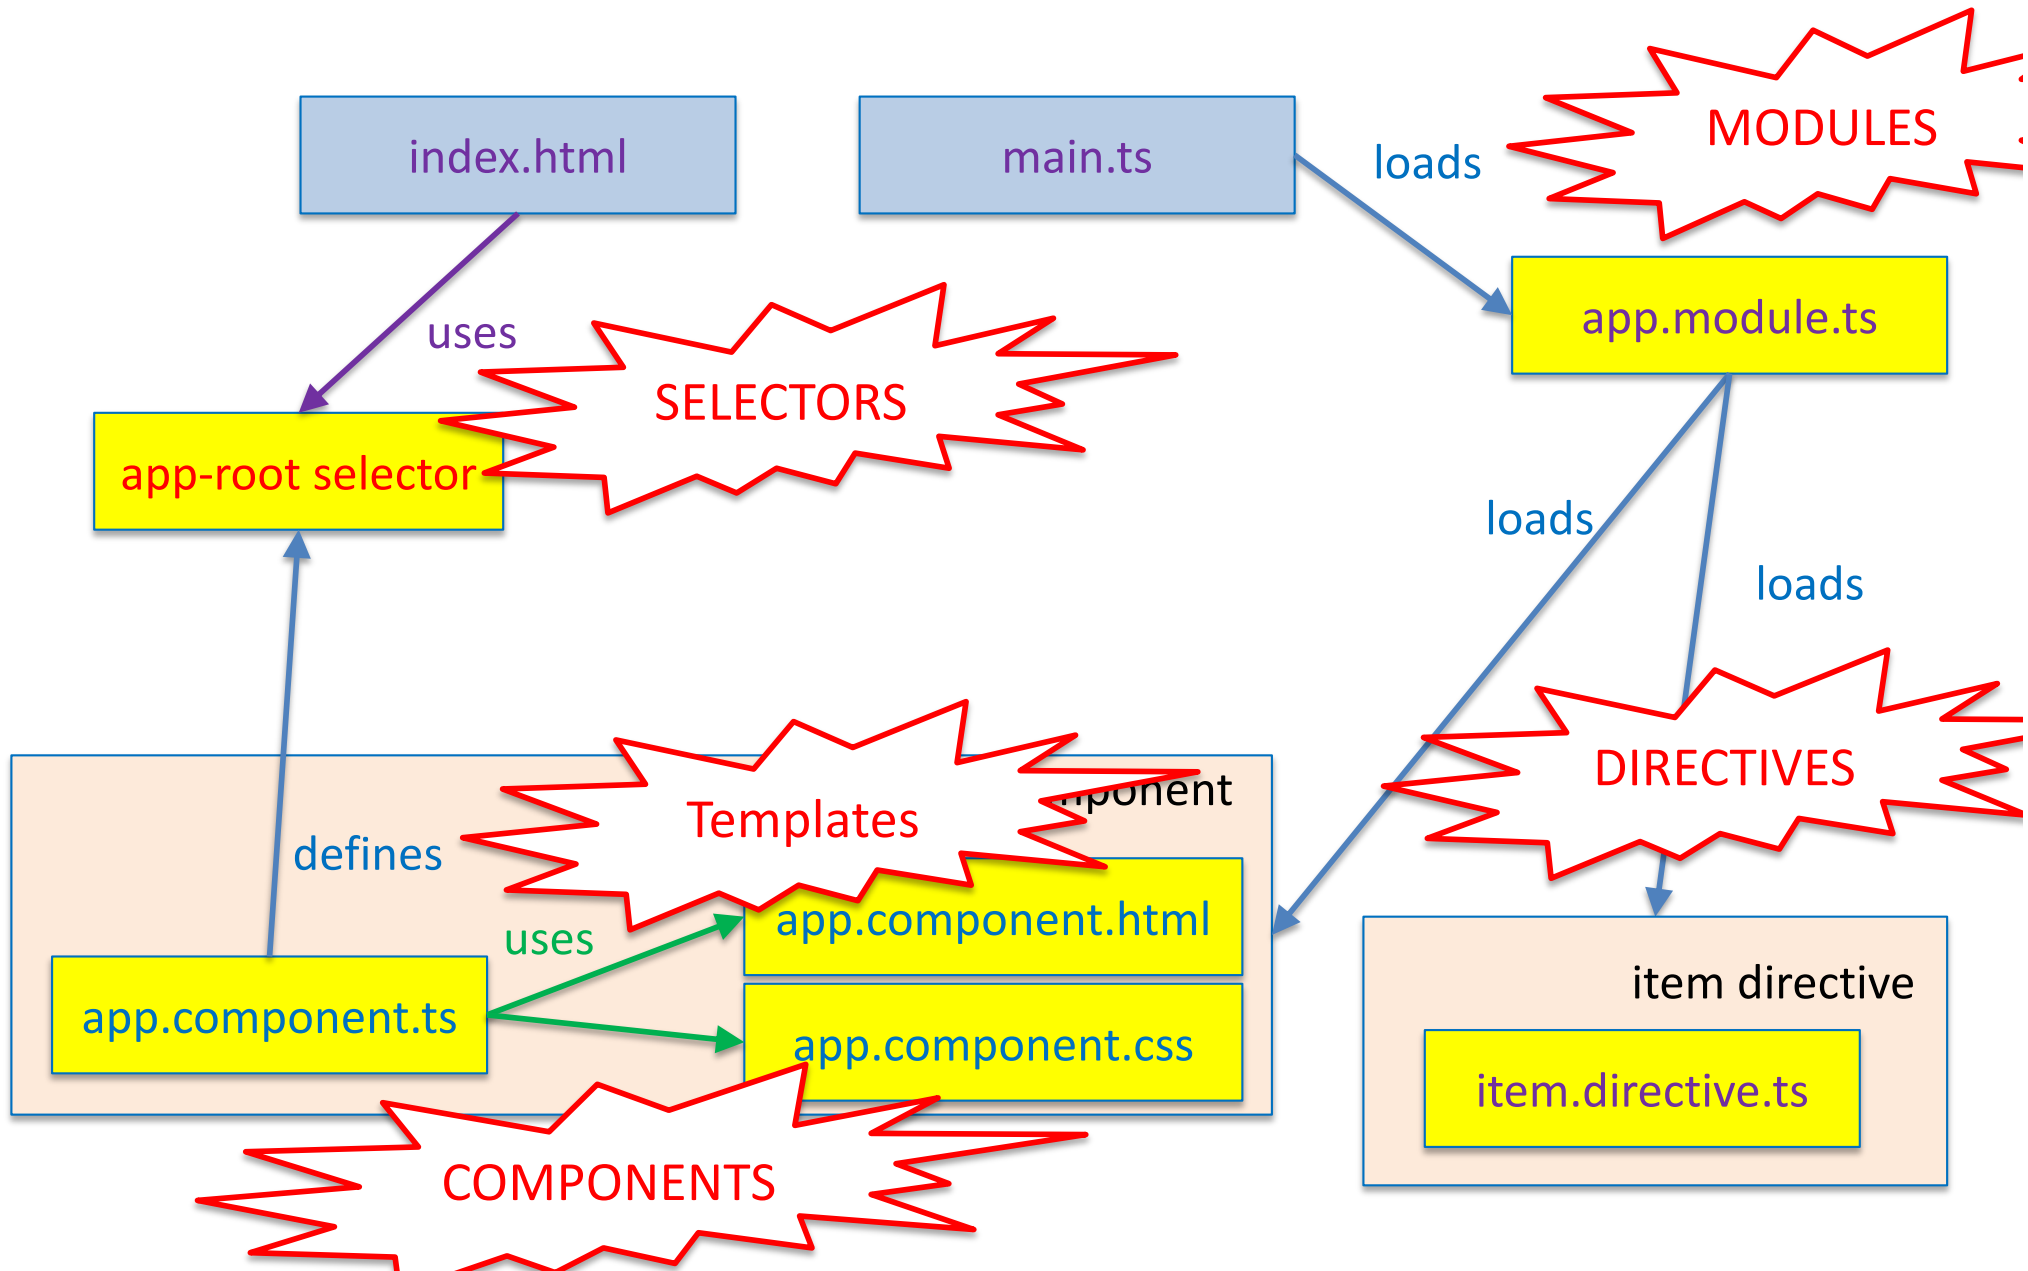 MODULES
index.html
main.ts
loads
app.module.ts
uses
SELECTORS
app-root selector
loads
loads
DIRECTIVES
Templates
defines
app.component.html
uses
item directive
app.component.ts
app.component.css
item.directive.ts
COMPONENTS